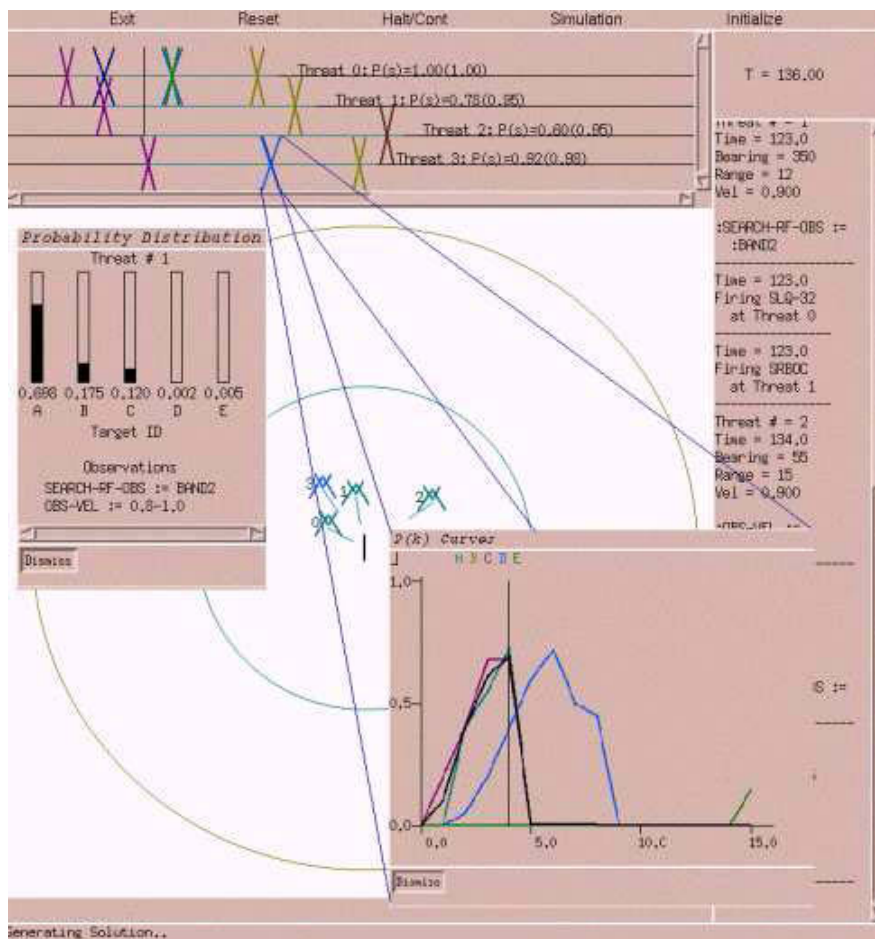 Exit Reset Halt/Cont Simulation Initialize
Threat 0: P(s)=1.00(1.00)
Threat 1: P(s)=0.78(0.95)
Threat 2: P(s)=0.60(0.95)
Threat 3: P(s)=0.92(0.98)
T = 136.00
Threat # = 1
Time = 123.0
Bearing = 350
Range = 12
Vel = 0.900
:SEARCH-RF-OBS :=
:BAND2
Time = 123.0
Firing SLQ-32
at Threat 0
Time = 123.0
Firing SRBOC
at Threat 1
Threat # = 2
Time = 134.0
Bearing = 55
Range = 15
Vel = 0.900
:OBS-VEL :=
Probability Distribution
Threat # 1
0.698 0.175 0.120 0.002 0.005
A B C D E
Target ID
Observations
SEARCH-RF-OBS := BAND2
OBS-VEL := 0.8-1.0
Dismiss
3
1
2
0
P(k) Curves
C D E
1.0
0.5
0.0
0.0 5.0 10.0 15.0
S :=
Dismiss
Generating Solution..